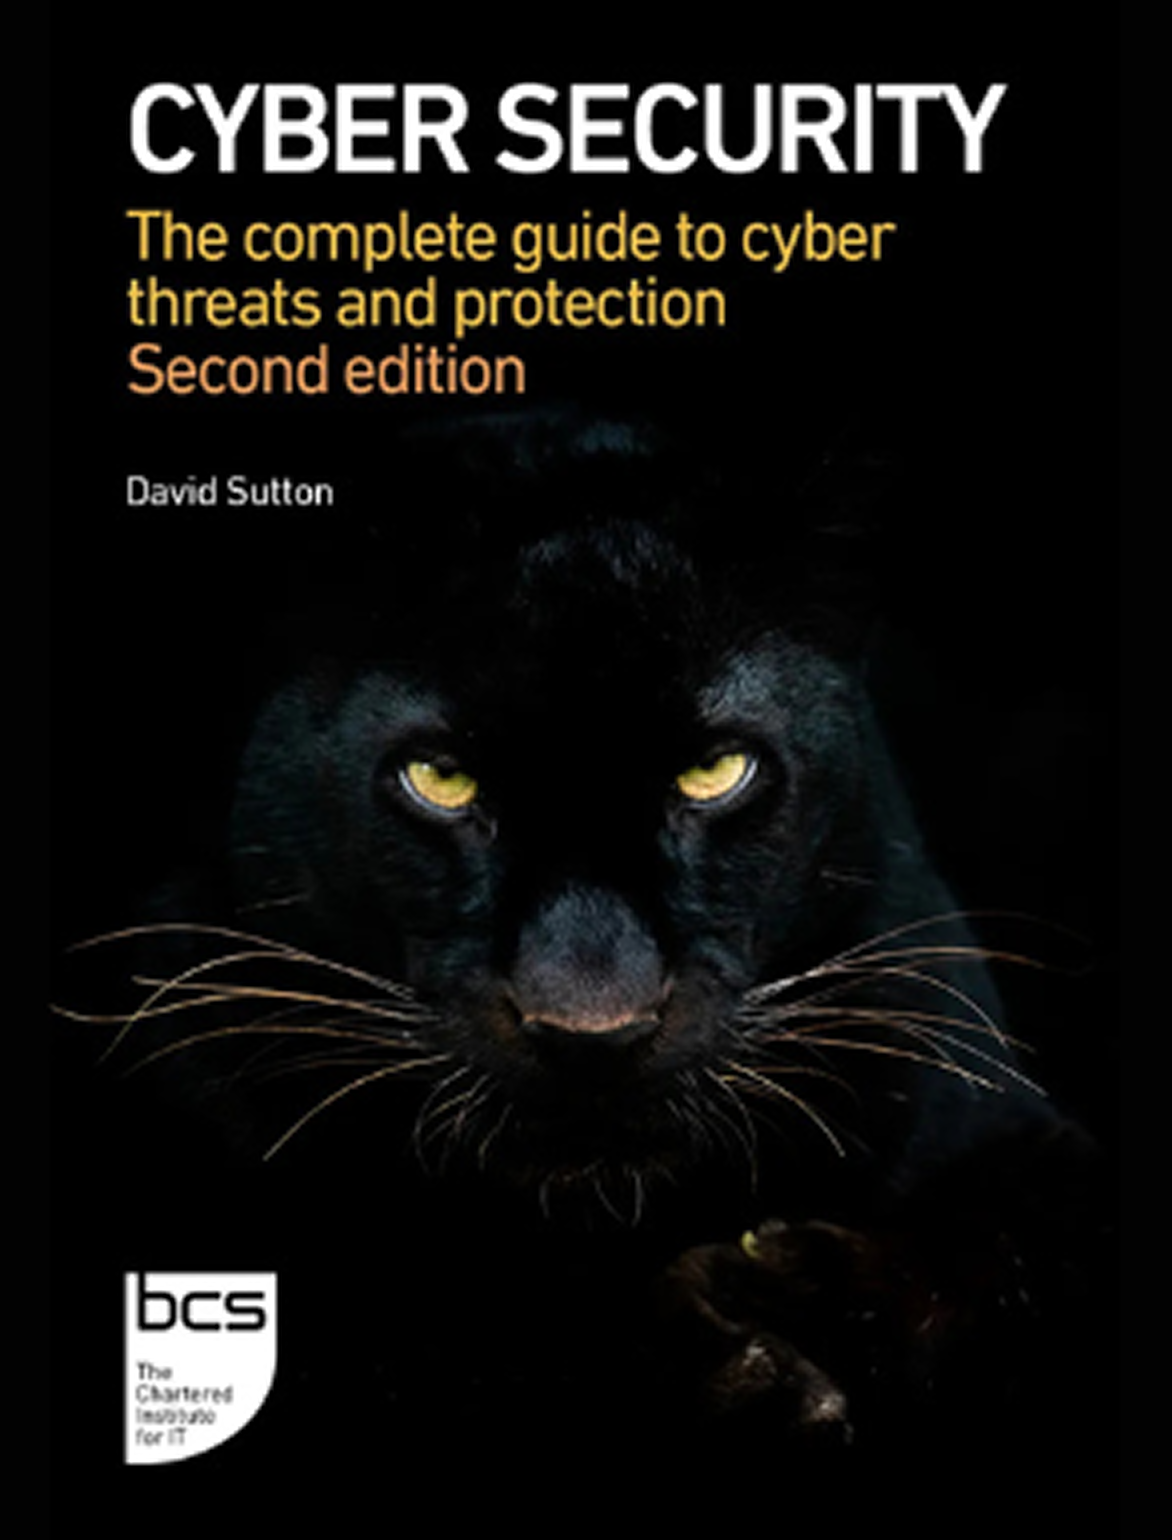 CYBER SECURITY
The complete guide to cyber
threats and protection
Second edition
David Sutton
bcs
The
Chartered
Institute
for IT